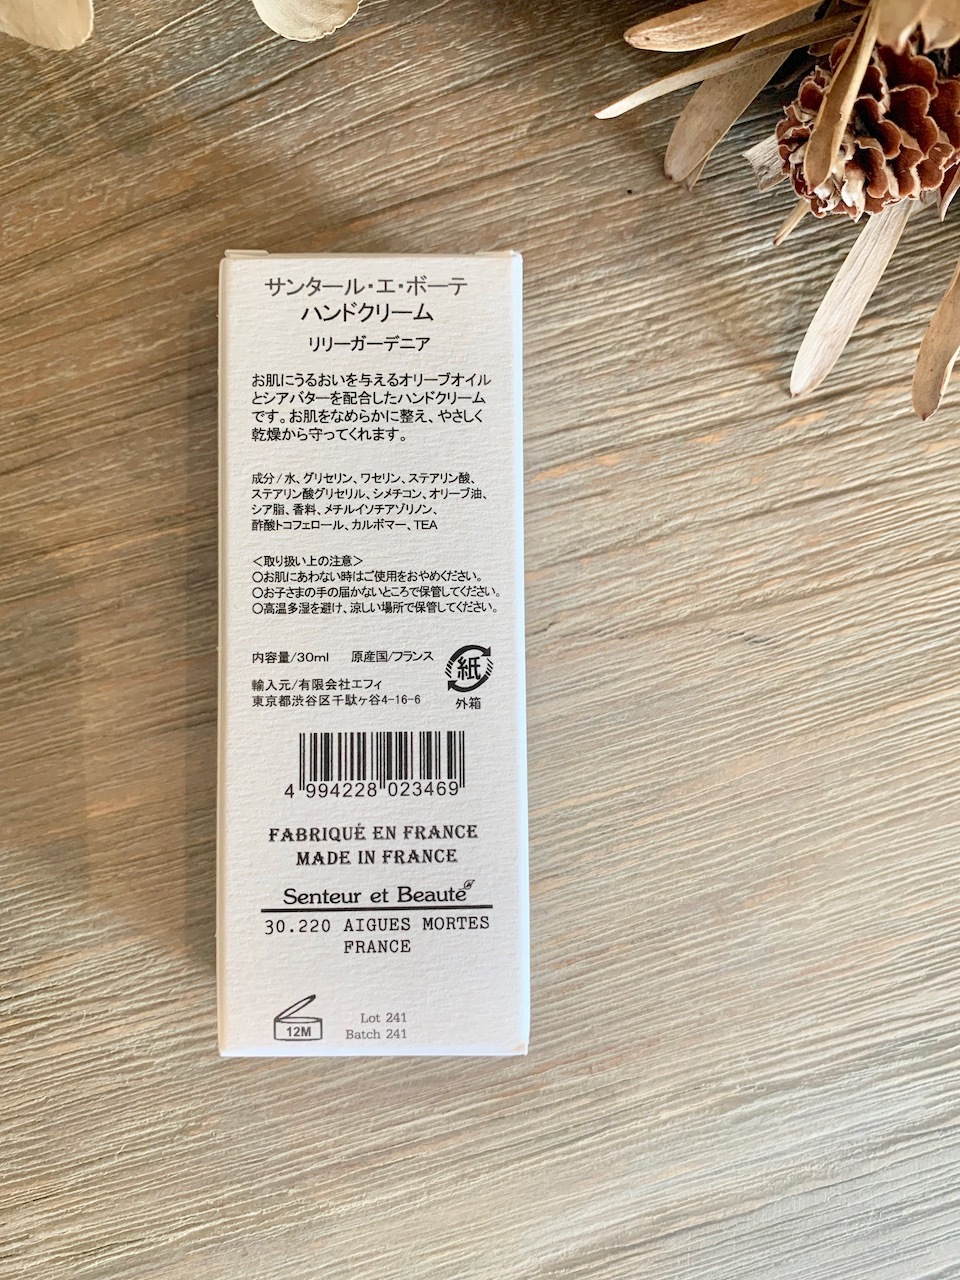 サンタール・エ・ボーテ
ハンドクリーム
リリーガーデニア
お肌にうるおいを与えるオリーブオイル
とシアバターを配合したハンドクリーム
です。お肌をなめらかに整え、やさしく
乾燥から守ってくれます。
成分/水、グリセリン、ワセリン、ステアリン酸、
ステアリン酸グリセリル、シメチコン、オリーブ油、
シア脂、香料、メチルイソチアゾリノン、
酢酸トコフェロール、カルボマー、TEA
＜取り扱い上の注意＞
○お肌にあわない時はご使用をおやめください。
○お子さまの手の届かないところで保管してください。
○高温多湿を避け、涼しい場所で保管してください。
内容量/30ml 原産国/フランス
紙
外箱
輸入元/有限会社エフィ
東京都渋谷区千駄ヶ谷4-16-6
4 994228 023469
FABRIQUÉ EN FRANCE
MADE IN FRANCE
Senteur et Beauté
30.220 AIGUES MORTES
FRANCE
12M
Lot 241
Batch 241